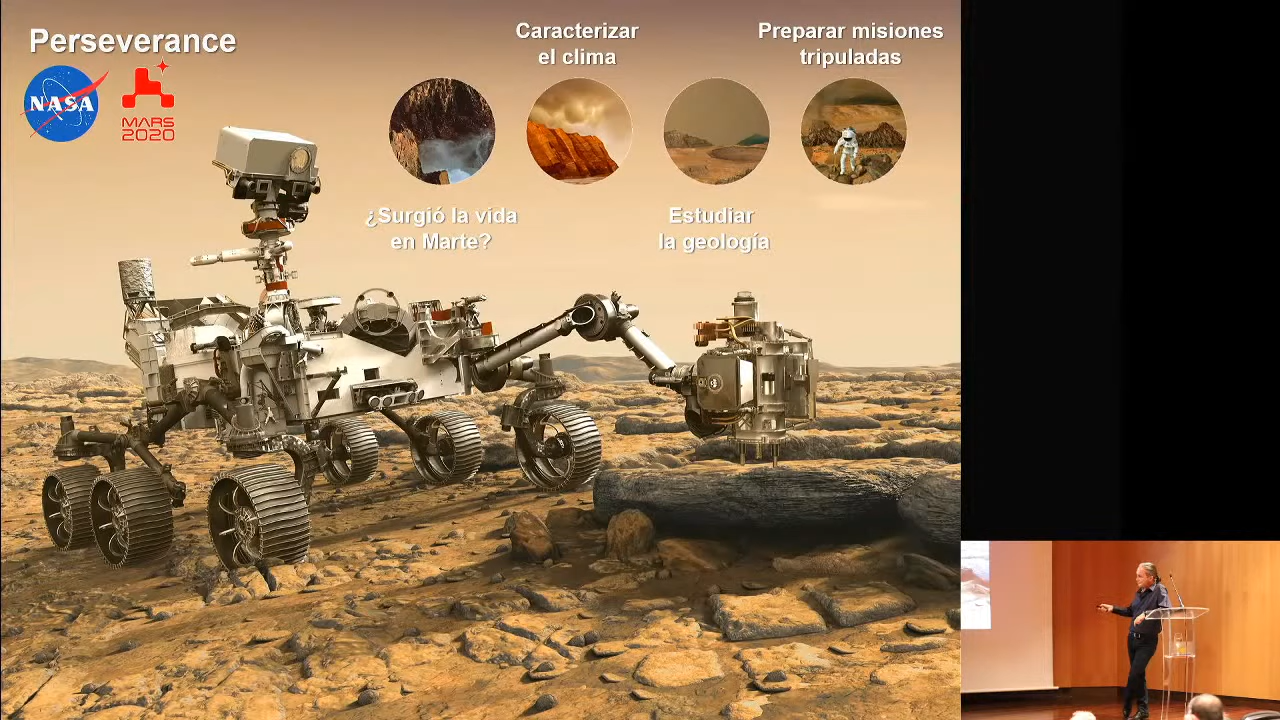 Perseverance
NASA
MARS
2020
Caracterizar
el clima
Preparar misiones
tripuladas
¿Surgió la vida
en Marte?
Estudiar
la geología